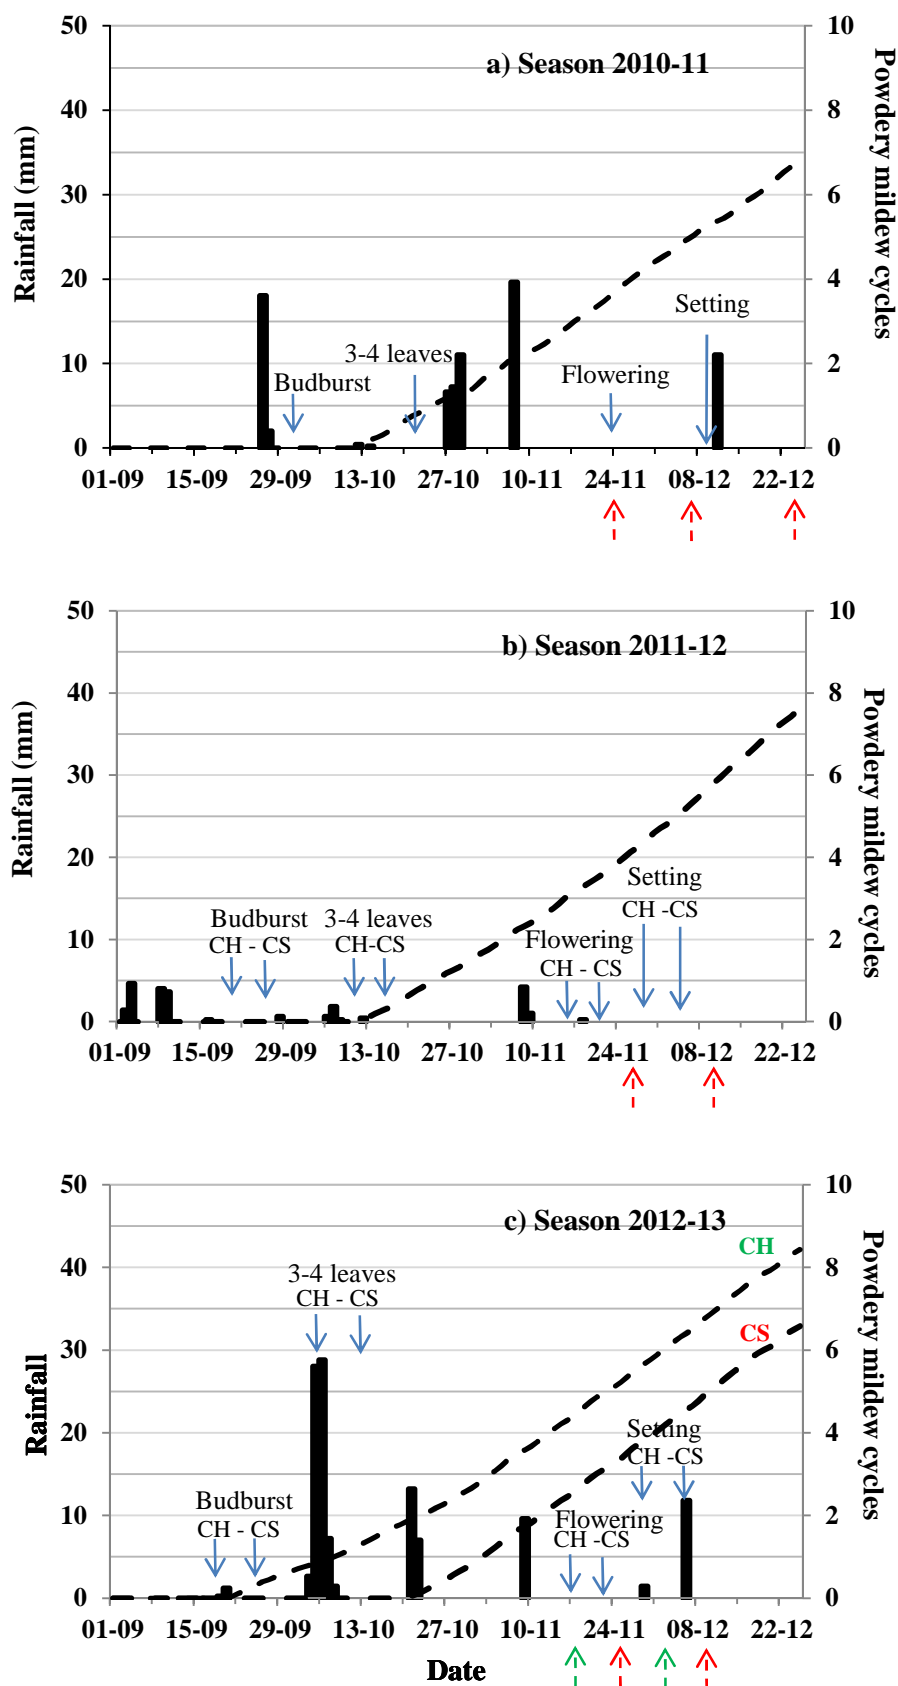 50
10
a) Season 2010-11
40
8
30
6
20
4
10
2
0
0
Rainfall (mm)
Powdery mildew cycles
Setting
3-4 leaves
Budburst
Flowering
01-09 15-09 29-09 13-10 27-10 10-11 24-11 08-12 22-12
50
10
b) Season 2011-12
40
8
30
6
20
4
10
2
0
0
Rainfall (mm)
Powdery mildew cycles
Setting
CH -CS
Budburst
CH - CS
3-4 leaves
CH-CS
Flowering
CH - CS
01-09 15-09 29-09 13-10 27-10 10-11 24-11 08-12 22-12
50
10
c) Season 2012-13
CH
40
8
3-4 leaves
CH - CS
CS
30
6
20
4
10
2
0
0
Rainfall
Powdery mildew cycles
Setting
CH -CS
Budburst
CH - CS
Flowering
CH -CS
01-09 15-09 29-09 13-10 27-10 10-11 24-11 08-12 22-12
Date